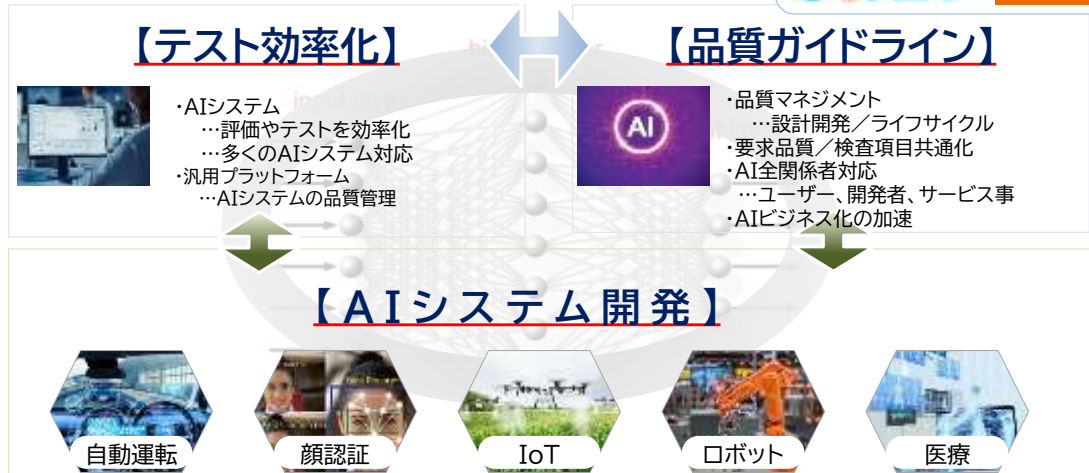 【テスト効率化】
・AIシステム
…評価やテストを効率化
…多くのAIシステム対応
・汎用プラットフォーム
…AIシステムの品質管理
【品質ガイドライン】
AI
・品質マネジメント
…設計開発／ライフサイクル
・要求品質／検査項目共通化
・AI全関係者対応
…ユーザー、開発者、サービス事
・AIビジネス化の加速
input layer
【AIシステム開発】
自動運転
顔認証
IoT
ロボット
医療